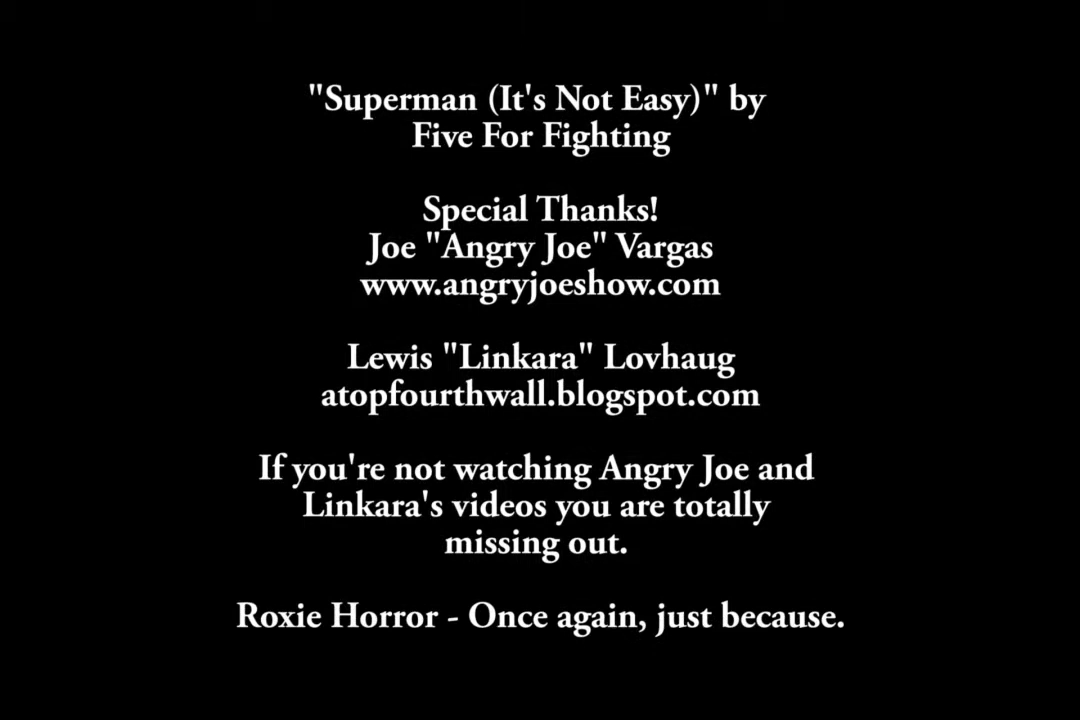 "Superman (It's Not Easy)" by
Five For Fighting
Special Thanks!
Joe "Angry Joe" Vargas
www.angryjoeshow.com
Lewis "Linkara" Lovhaug
atopfourthwall.blogspot.com
If you're not watching Angry Joe and
Linkara's videos you are totally
missing out.
Roxie Horror - Once again, just because.